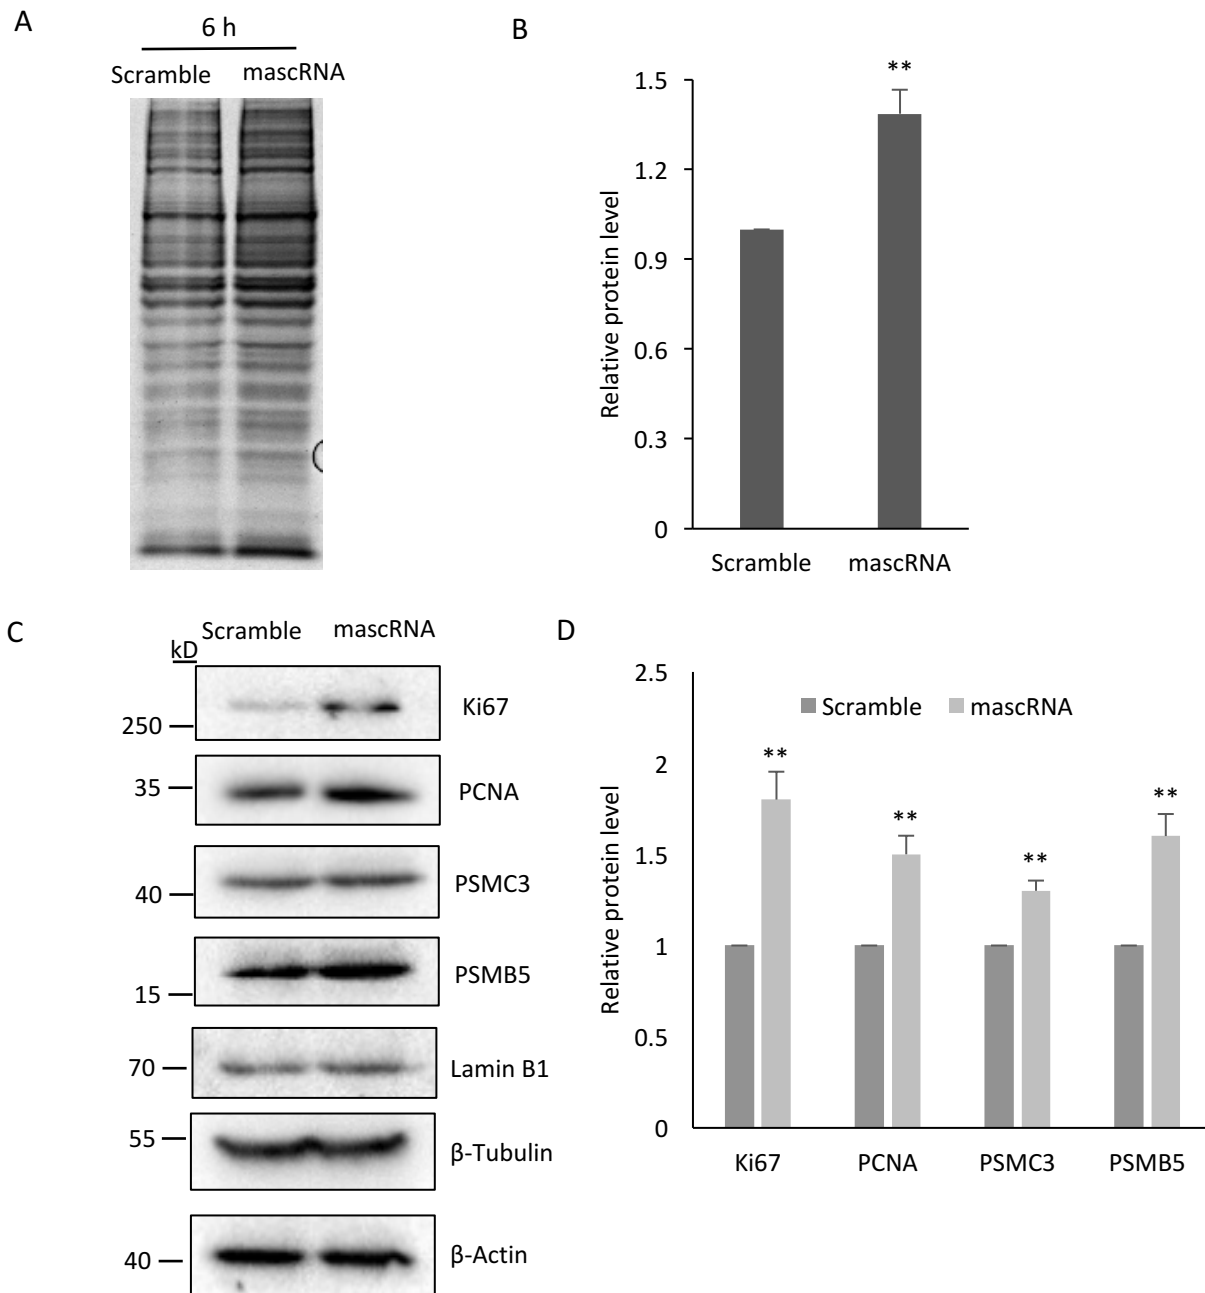 A
6 h
Scramble mascRNA
B
**
1.5
1.2
0.9
0.6
0.3
0
Relative protein level
Scramble mascRNA
C
Scramble mascRNA
kD
250
Ki67
35
PCNA
40
PSMC3
15
PSMB5
70
Lamin B1
55
β-Tubulin
40
β-Actin
D
2.5
2
1.5
1
0.5
0
Relative protein level
Scramble mascRNA
**
**
**
**
Ki67 PCNA PSMC3 PSMB5